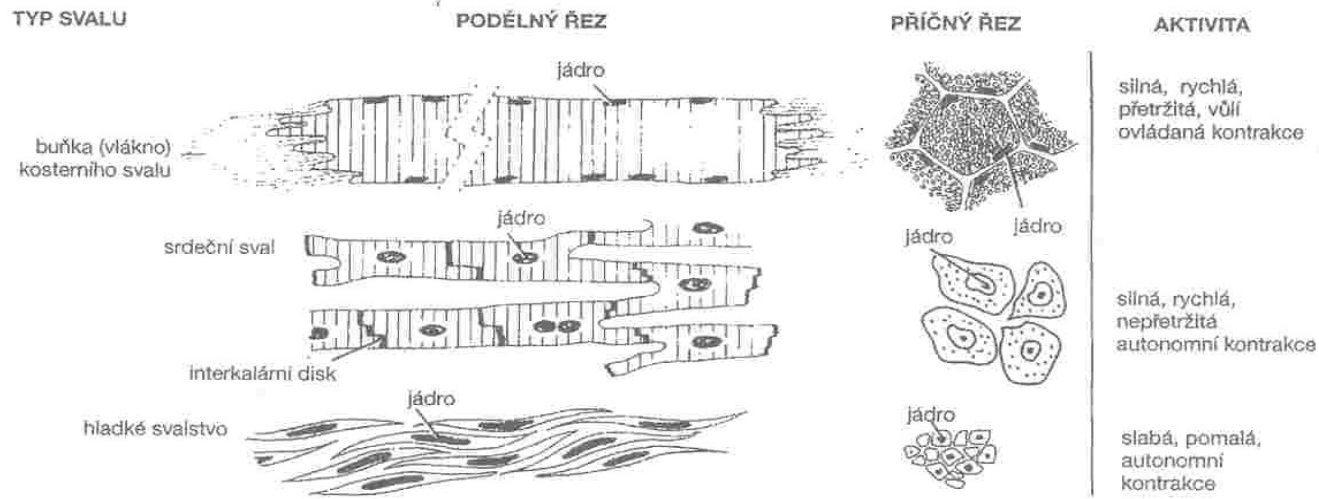 TYP SVALU
PODĚLNÝ ŘEZ
PŘÍČNÝ ŘEZ
AKTIVITA
jádro
buňka (vlákno)
kosterního svalu
jádro
silná, rychlá,
přetržitá, vůlí
ovládaná kontrakce
srdeční sval
jádro
interkalární disk
jádro
silná, rychlá,
nepřetržitá
autonomní kontrakce
hladké svalstvo
jádro
jádro
slabá, pomalá,
autonomní
kontrakce